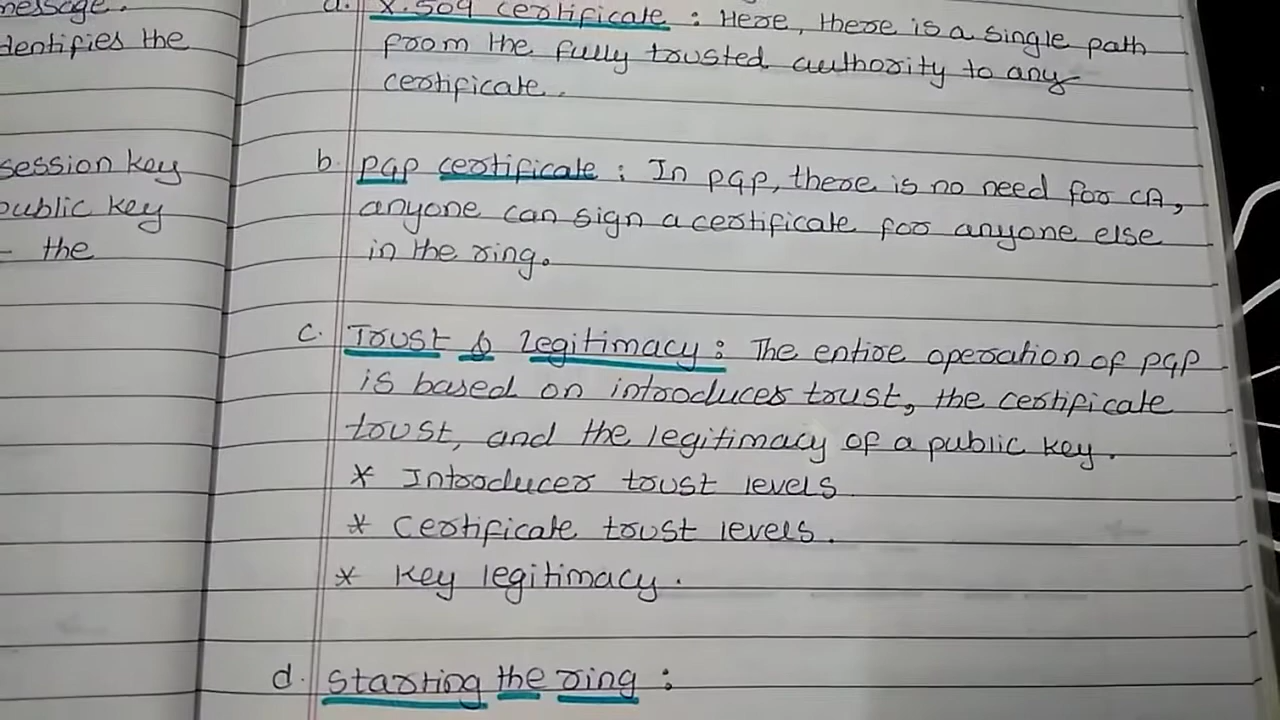 message.
dentifies the
session key
public key
- the
a. X.509 certificate : Here, there is a single path
from the fully trusted authority to any
certificate.
b. PGP certificate : In PGP, there is no need for CA,
anyone can sign a certificate for anyone else
in the ring.
c. Trust & Legitimacy : The entire operation of PGP
is based on introducer trust, the certificate
trust, and the legitimacy of a public key.
* Introducer trust levels
* Certificate trust levels.
* Key legitimacy.
d. Starting the ring :